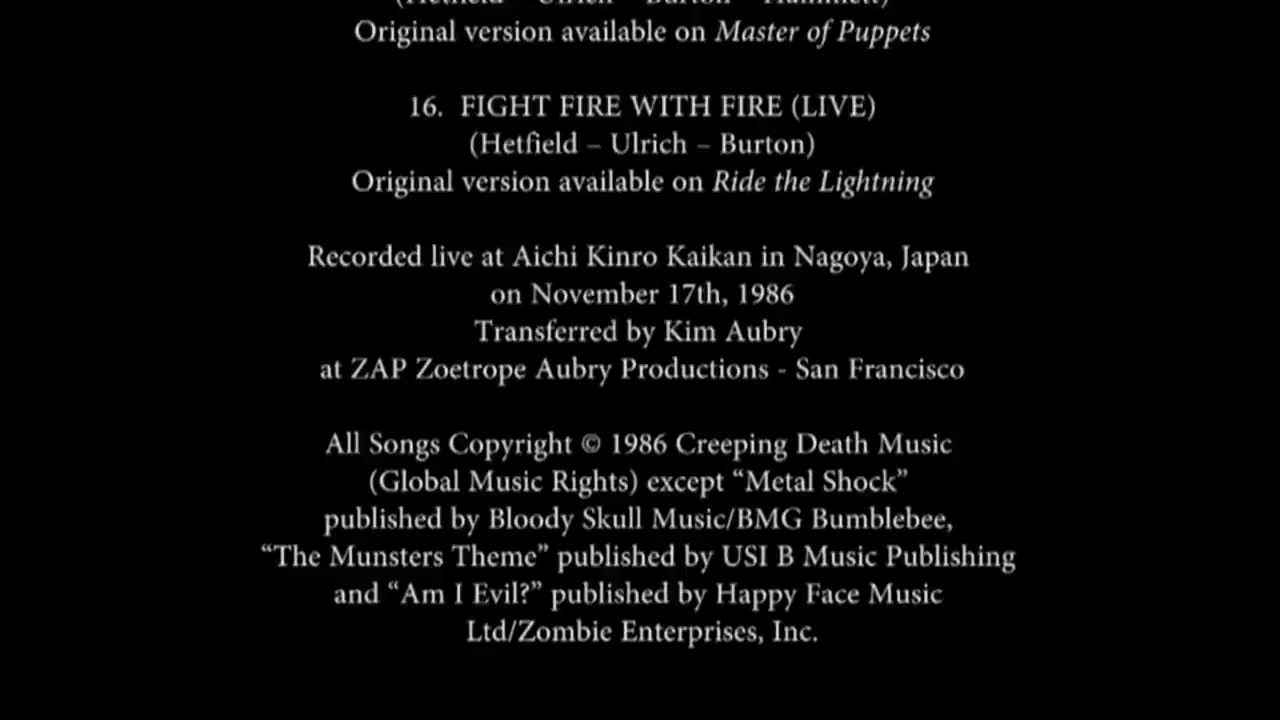 (Hetfield – Ulrich – Burton – Hammett)
Original version available on Master of Puppets
16. FIGHT FIRE WITH FIRE (LIVE)
(Hetfield – Ulrich – Burton)
Original version available on Ride the Lightning
Recorded live at Aichi Kinro Kaikan in Nagoya, Japan
on November 17th, 1986
Transferred by Kim Aubry
at ZAP Zoetrope Aubry Productions - San Francisco
All Songs Copyright © 1986 Creeping Death Music
(Global Music Rights) except “Metal Shock”
published by Bloody Skull Music/BMG Bumblebee,
“The Munsters Theme” published by USI B Music Publishing
and “Am I Evil?” published by Happy Face Music
Ltd/Zombie Enterprises, Inc.